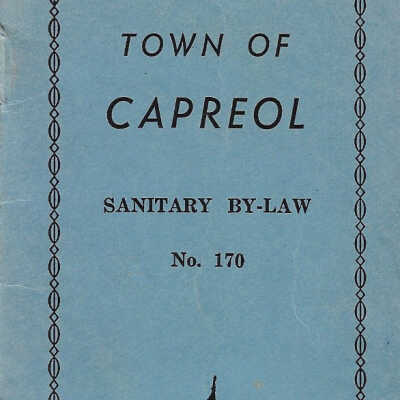 TOWN OF
CAPREOL
SANITARY BY-LAW
No. 170